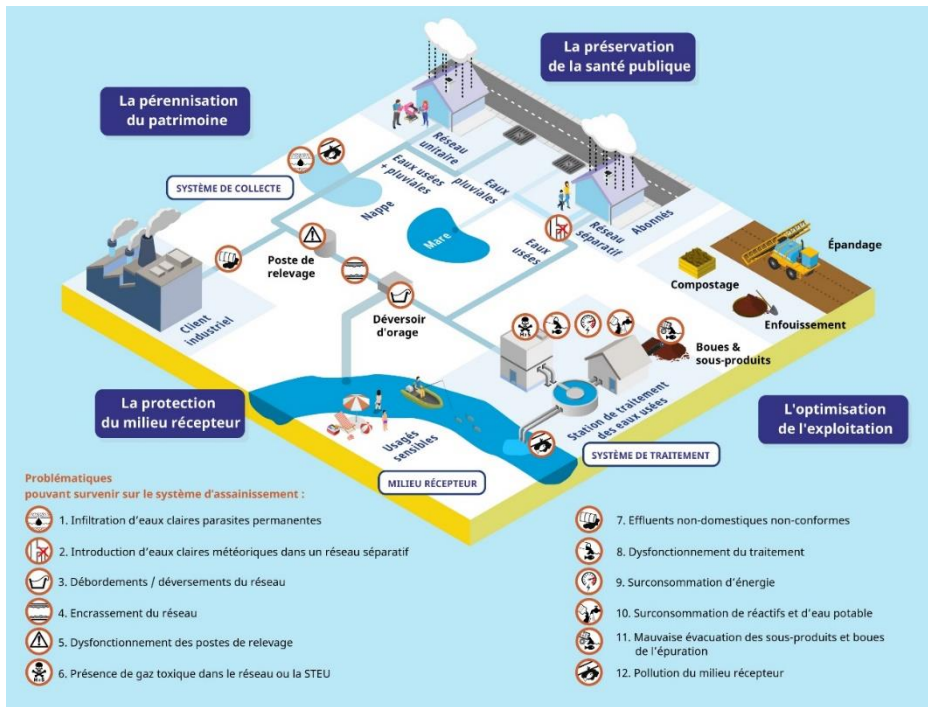 La préservation
de la santé publique
La pérennisation
du patrimoine
SYSTÈME DE COLLECTE
Réseau
unitaire
Eaux usées
+ pluviales
Eaux
pluviales
Nappe
Mare
Eaux
usées
Réseau
séparatif
Abonnés
Épandage
Compostage
Enfouissement
Poste de
relevage
Déversoir
d'orage
Client
industriel
Boues &
sous-produits
La protection
du milieu récepteur
Usagés
sensibles
Station de traitement
des eaux usées
L'optimisation
de l'exploitation
SYSTÈME DE TRAITEMENT
MILIEU RÉCEPTEUR
Problématiques
pouvant survenir sur le système d'assainissement :
1. Infiltration d'eaux claires parasites permanentes
2. Introduction d'eaux claires météoriques dans un réseau séparatif
3. Débordements / déversements du réseau
4. Encrassement du réseau
5. Dysfonctionnement des postes de relevage
6. Présence de gaz toxique dans le réseau ou la STEU
7. Effluents non-domestiques non-conformes
8. Dysfonctionnement du traitement
9. Surconsommation d'énergie
10. Surconsommation de réactifs et d'eau potable
11. Mauvaise évacuation des sous-produits et boues
de l'épuration
12. Pollution du milieu récepteur